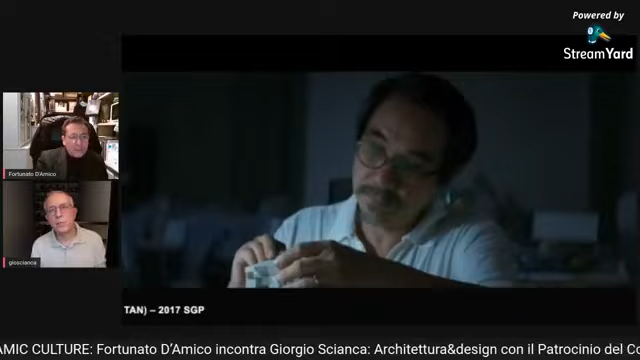 Powered by
StreamYard
Fortunato D'Amico
gioscianca
TAN) – 2017 SGP
AMIC CULTURE: Fortunato D'Amico incontra Giorgio Scianca: Architettura&design con il Patrocinio del Co